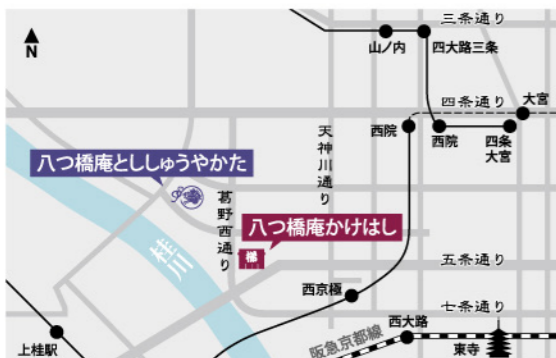 三条通り
N
山ノ内
四大路三条
大宮
四条通り
西院
西院
四条
大宮
天神川通り
八つ橋庵とししゅうやかた
葛野西通り
八つ橋庵かけはし
桂川
五条通り
西京極
七条通り
西大路
阪急京都線
上桂駅
東寺